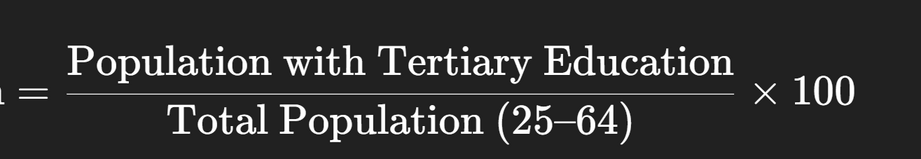 Population with Tertiary Education
= × 100
Total Population (25–64)